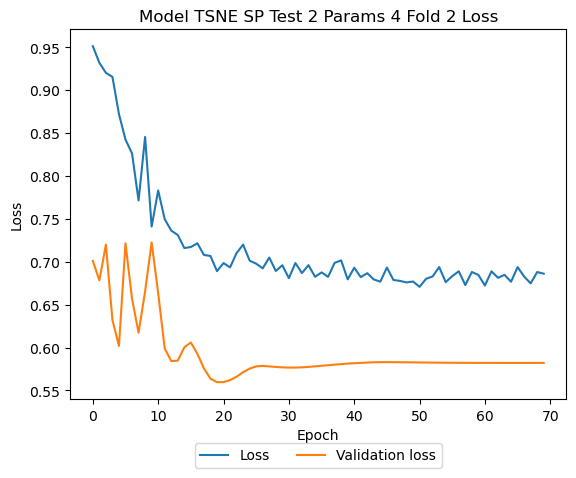 Model TSNE SP Test 2 Params 4 Fold 2 Loss
0.95
0.90
0.85
0.80
0.75
0.70
0.65
0.60
0.55
Loss
0 10 20 30 40 50 60 70
Epoch
Loss Validation loss